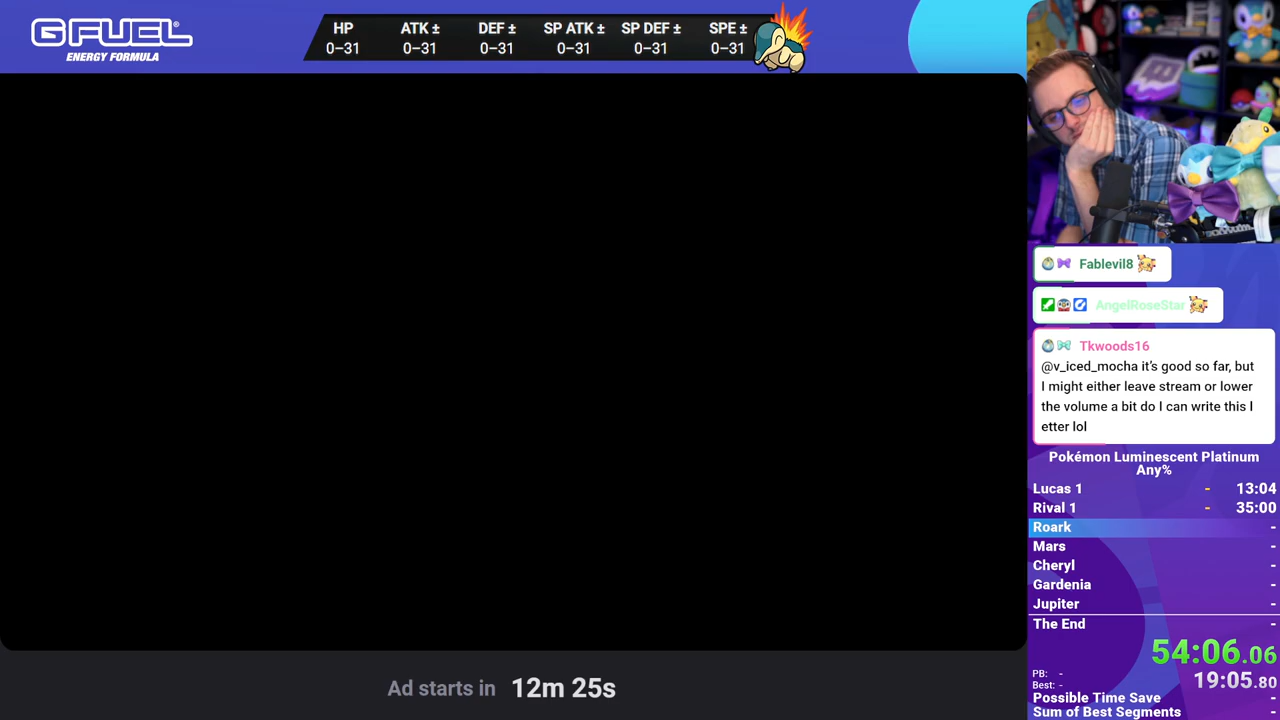 G FUEL®
ENERGY FORMULA
HP ATK ± DEF ± SP ATK ± SP DEF ± SPE ±
0–31 0–31 0–31 0–31 0–31 0–31
Fablevil8
AngelRoseStar
Tkwoods16
@v_iced_mocha it’s good so far, but
I might either leave stream or lower
the volume a bit do I can write this l
etter lol
Pokémon Luminescent Platinum
Any%
Lucas 1 - 13:04
Rival 1 - 35:00
Roark -
Mars -
Cheryl -
Gardenia -
Jupiter -
The End -
54:06.06
PB: -
Best: -
19:05.80
Possible Time Save -
Sum of Best Segments -
Ad starts in 12m 25s